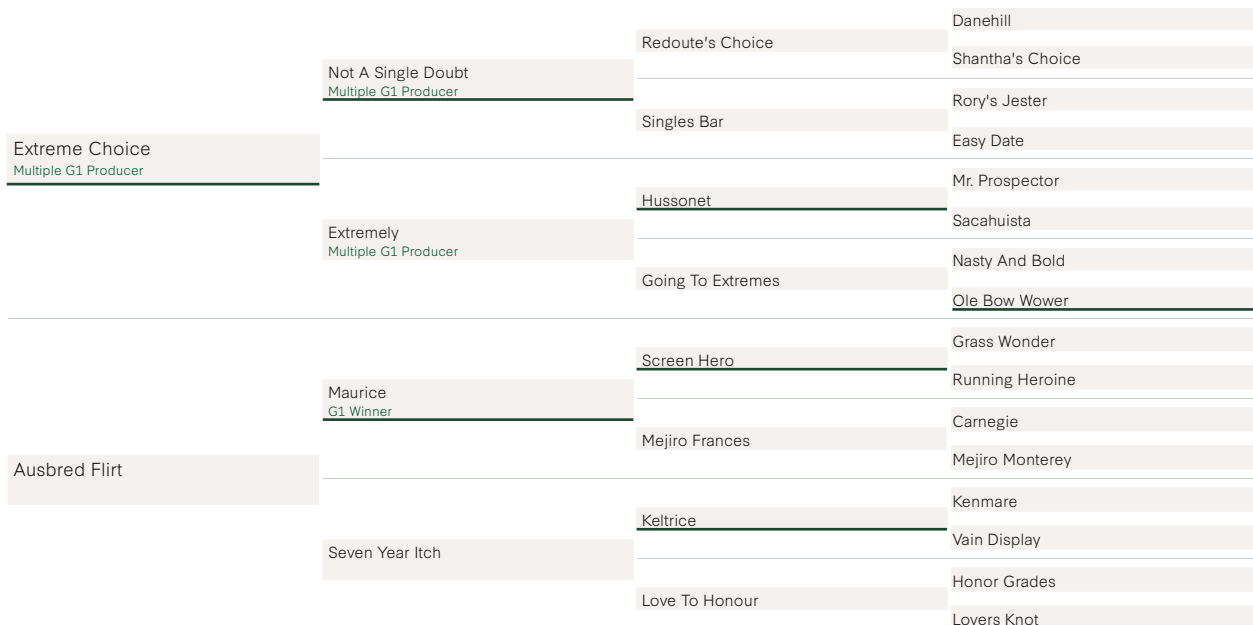 Extreme Choice
Multiple G1 Producer
Ausbred Flirt
Not A Single Doubt
Multiple G1 Producer
Extremely
Multiple G1 Producer
Maurice
G1 Winner
Seven Year Itch
Redoute's Choice
Singles Bar
Hussonet
Going To Extremes
Screen Hero
Mejiro Frances
Keltrice
Love To Honour
Danehill
Shantha's Choice
Rory's Jester
Easy Date
Mr. Prospector
Sacahuista
Nasty And Bold
Ole Bow Wower
Grass Wonder
Running Heroine
Carnegie
Mejiro Monterey
Kenmare
Vain Display
Honor Grades
Lovers Knot